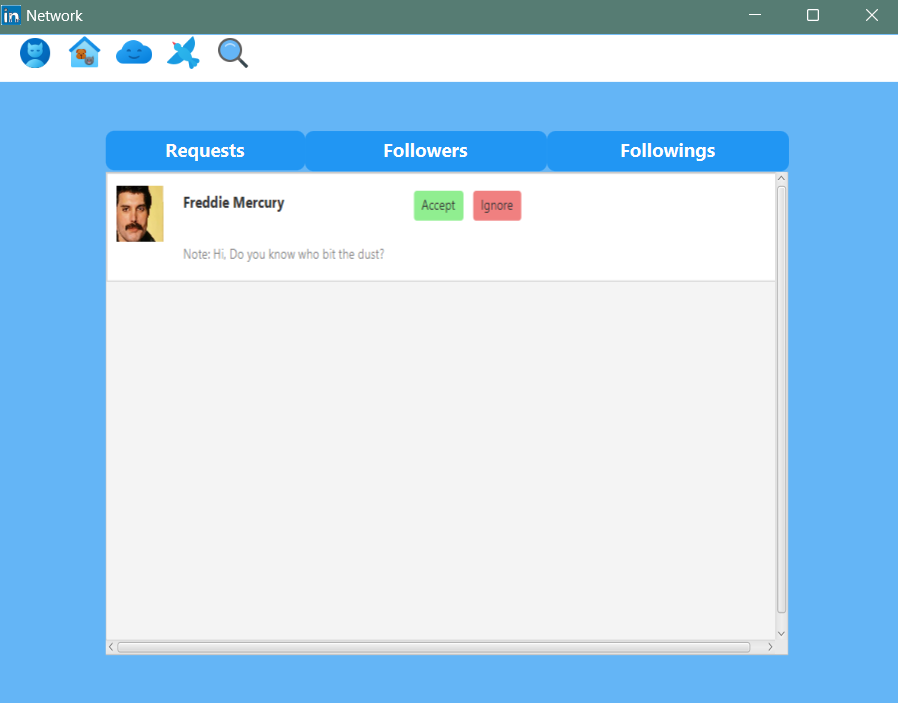 in Network
Requests
Followers
Followings
Freddie Mercury
Accept
Ignore
Note: Hi, Do you know who bit the dust?